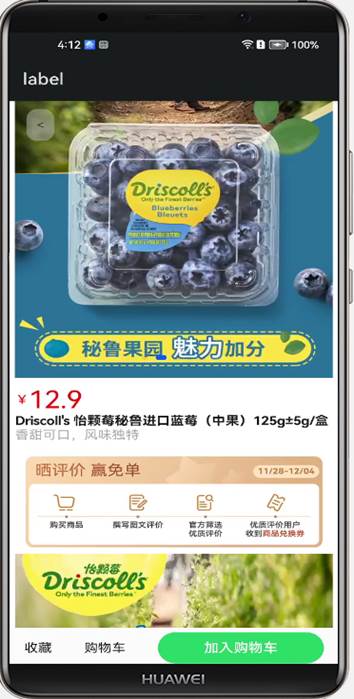 4:12
100%
label
<
Driscoll's
Only the Finest Berries
Blueberries
Bleuets
秘鲁果园 魅力加分
¥12.9
Driscoll's 怡颗莓秘鲁进口蓝莓（中果）125g±5g/盒
香甜可口，风味独特
晒评价 赢免单
11/28-12/04
购买商品 撰写图文评价 官方筛选 优质评价用户
优质评价 收到商品兑换券
怡颗莓
Driscoll's
Only the Finest Berries
收藏 购物车 加入购物车
HUAWEI